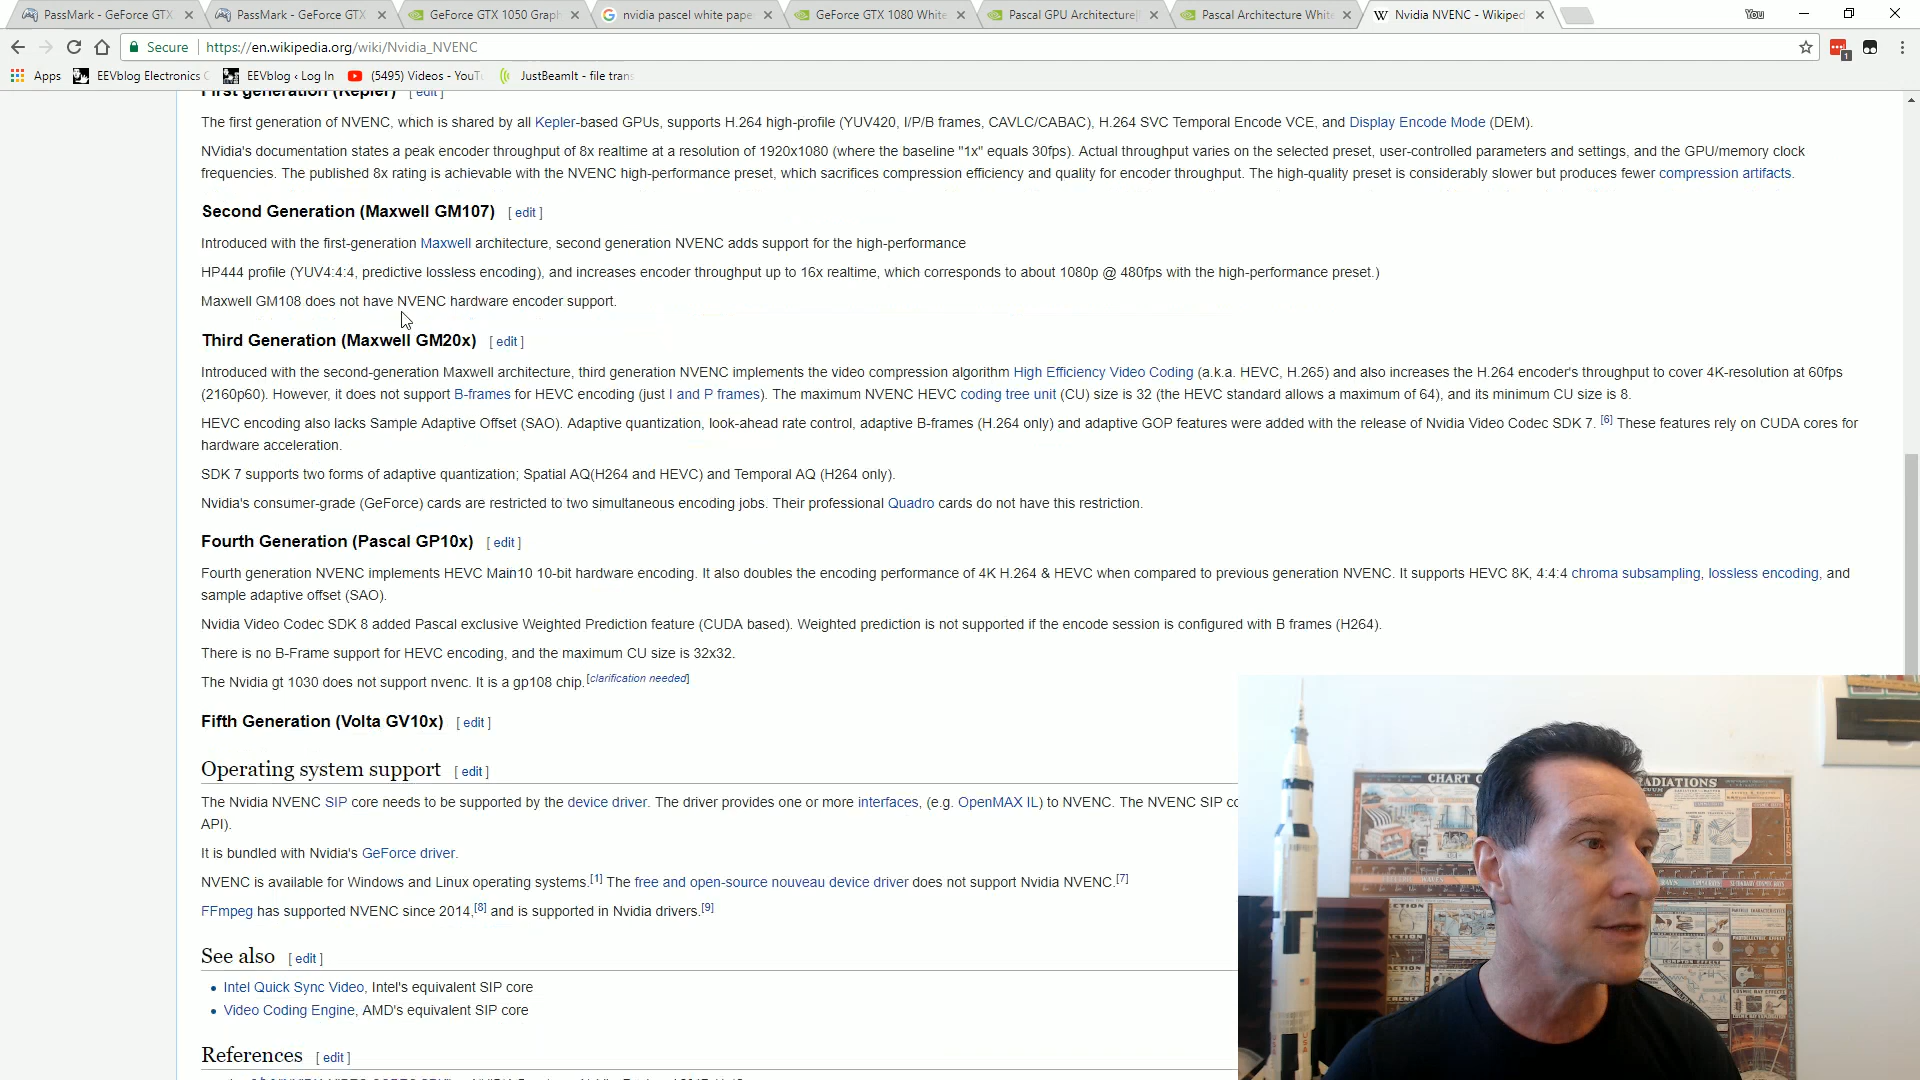 PassMark - GeForce GTX
PassMark - GeForce GTX
GeForce GTX 1050 Grap
nvidia pascel white pape
GeForce GTX 1080 White
Pascal GPU Architecture
Pascal Architecture White
Nvidia NVENC - Wikiped
You
Secure
https://en.wikipedia.org/wiki/Nvidia_NVENC
1
Apps
EEVblog Electronics
EEVblog ‹ Log In
(5495) Videos - YouT
JustBeamIt - file trans
First generation (Kepler) [ edit ]
The first generation of NVENC, which is shared by all Kepler-based GPUs, supports H.264 high-profile (YUV420, I/P/B frames, CAVLC/CABAC), H.264 SVC Temporal Encode VCE, and Display Encode Mode (DEM).
NVidia's documentation states a peak encoder throughput of 8x realtime at a resolution of 1920x1080 (where the baseline "1x" equals 30fps). Actual throughput varies on the selected preset, user-controlled parameters and settings, and the GPU/memory clock
frequencies. The published 8x rating is achievable with the NVENC high-performance preset, which sacrifices compression efficiency and quality for encoder throughput. The high-quality preset is considerably slower but produces fewer compression artifacts.
Second Generation (Maxwell GM107) [ edit ]
Introduced with the first-generation Maxwell architecture, second generation NVENC adds support for the high-performance
HP444 profile (YUV4:4:4, predictive lossless encoding), and increases encoder throughput up to 16x realtime, which corresponds to about 1080p @ 480fps with the high-performance preset.)
Maxwell GM108 does not have NVENC hardware encoder support.
Third Generation (Maxwell GM20x) [ edit ]
Introduced with the second-generation Maxwell architecture, third generation NVENC implements the video compression algorithm High Efficiency Video Coding (a.k.a. HEVC, H.265) and also increases the H.264 encoder's throughput to cover 4K-resolution at 60fps
(2160p60). However, it does not support B-frames for HEVC encoding (just I and P frames). The maximum NVENC HEVC coding tree unit (CU) size is 32 (the HEVC standard allows a maximum of 64), and its minimum CU size is 8.
HEVC encoding also lacks Sample Adaptive Offset (SAO). Adaptive quantization, look-ahead rate control, adaptive B-frames (H.264 only) and adaptive GOP features were added with the release of Nvidia Video Codec SDK 7. [6] These features rely on CUDA cores for
hardware acceleration.
SDK 7 supports two forms of adaptive quantization; Spatial AQ(H264 and HEVC) and Temporal AQ (H264 only).
Nvidia's consumer-grade (GeForce) cards are restricted to two simultaneous encoding jobs. Their professional Quadro cards do not have this restriction.
Fourth Generation (Pascal GP10x) [ edit ]
Fourth generation NVENC implements HEVC Main10 10-bit hardware encoding. It also doubles the encoding performance of 4K H.264 & HEVC when compared to previous generation NVENC. It supports HEVC 8K, 4:4:4 chroma subsampling, lossless encoding, and
sample adaptive offset (SAO).
Nvidia Video Codec SDK 8 added Pascal exclusive Weighted Prediction feature (CUDA based). Weighted prediction is not supported if the encode session is configured with B frames (H264).
There is no B-Frame support for HEVC encoding, and the maximum CU size is 32x32.
The Nvidia gt 1030 does not support nvenc. It is a gp108 chip.[clarification needed]
Fifth Generation (Volta GV10x) [ edit ]
Operating system support [ edit ]
The Nvidia NVENC SIP core needs to be supported by the device driver. The driver provides one or more interfaces, (e.g. OpenMAX IL) to NVENC. The NVENC SIP co
API).
It is bundled with Nvidia's GeForce driver.
NVENC is available for Windows and Linux operating systems.[1] The free and open-source nouveau device driver does not support Nvidia NVENC.[7]
FFmpeg has supported NVENC since 2014,[8] and is supported in Nvidia drivers.[9]
See also [ edit ]
Intel Quick Sync Video, Intel's equivalent SIP core
Video Coding Engine, AMD's equivalent SIP core
References [ edit ]
CHART
RADIATIONS